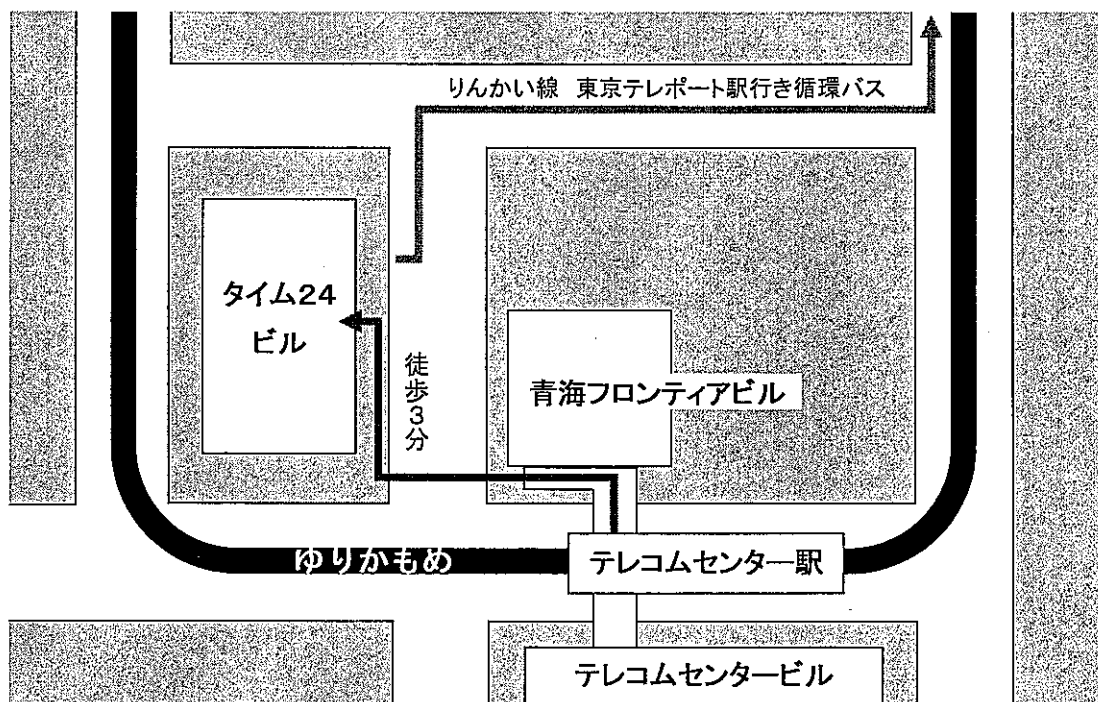 りんかい線 東京テレポート駅行き循環バス
タイム24
ビル
徒歩3分
青海フロンティアビル
ゆりかもめ
テレコムセンター駅
テレコムセンタービル